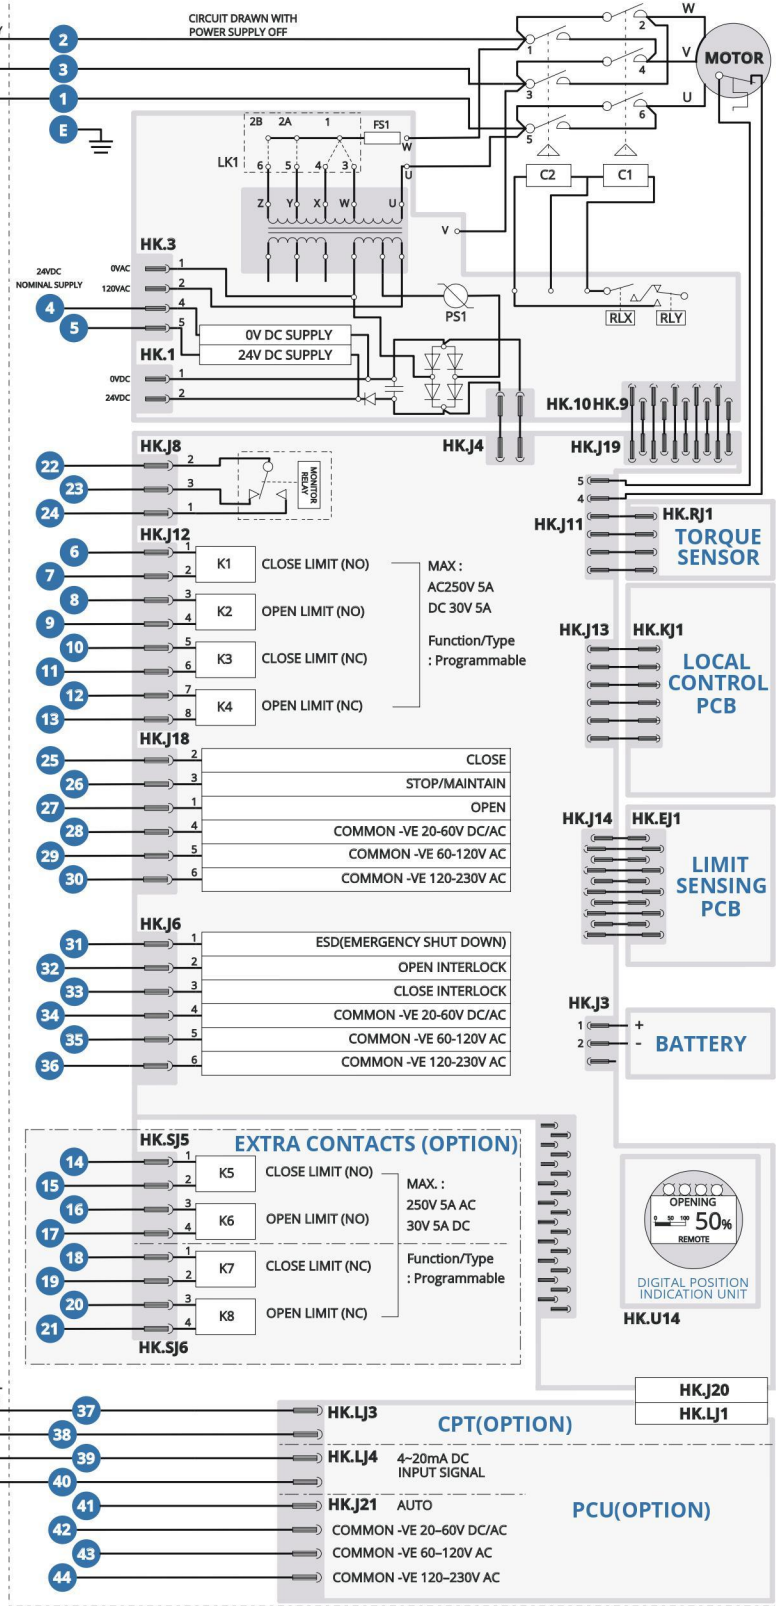 CIRCUIT DRAWN WITH
POWER SUPPLY OFF
2
3
1
E
W
V
U
1
2
3
4
5
6
MOTOR
2B 2A 1
FS1
W
U
LK1
6 5 4 3
Z Y X W U
C2
C1
V
HK.3
24VDC
NOMINAL SUPPLY
0VAC 1
120VAC 2
4 4
5 5
0V DC SUPPLY
24V DC SUPPLY
PS1
RLX
RLY
HK.1
0VDC 1
24VDC 2
HK.10 HK.9
HK.J4
HK.J19
HK.J8
22 2
23 3
24 1
MONITOR
RELAY
5
4
HK.J11
HK.RJ1
TORQUE
SENSOR
HK.J12
6 1
7 2
K1 CLOSE LIMIT (NO)
8 3
9 4
K2 OPEN LIMIT (NO)
10 5
11 6
K3 CLOSE LIMIT (NC)
12 7
13 8
K4 OPEN LIMIT (NC)
MAX :
AC250V 5A
DC 30V 5A
Function/Type
: Programmable
HK.J13 HK.KJ1
LOCAL
CONTROL
PCB
HK.J18
25 2 CLOSE
26 3 STOP/MAINTAIN
27 1 OPEN
28 4 COMMON -VE 20-60V DC/AC
29 5 COMMON -VE 60-120V AC
30 6 COMMON -VE 120-230V AC
HK.J14 HK.EJ1
LIMIT
SENSING
PCB
HK.J6
31 1 ESD(EMERGENCY SHUT DOWN)
32 2 OPEN INTERLOCK
33 3 CLOSE INTERLOCK
34 4 COMMON -VE 20-60V DC/AC
35 5 COMMON -VE 60-120V AC
36 6 COMMON -VE 120-230V AC
HK.J3
1 +
2 -
BATTERY
HK.SJ5
EXTRA CONTACTS (OPTION)
14 1
15 2
K5 CLOSE LIMIT (NO)
16 3
17 4
K6 OPEN LIMIT (NO)
18 1
19 2
K7 CLOSE LIMIT (NC)
20 3
21 4
K8 OPEN LIMIT (NC)
HK.SJ6
MAX. :
250V 5A AC
30V 5A DC
Function/Type
: Programmable
OPENING
0 50 100
50%
REMOTE
DIGITAL POSITION
INDICATION UNIT
HK.U14
HK.J20
HK.LJ1
37 HK.LJ3
38
CPT(OPTION)
39 HK.LJ4
40
4~20mA DC
INPUT SIGNAL
41 HK.J21 AUTO
PCU(OPTION)
42 COMMON -VE 20–60V DC/AC
43 COMMON -VE 60–120V AC
44 COMMON -VE 120–230V AC